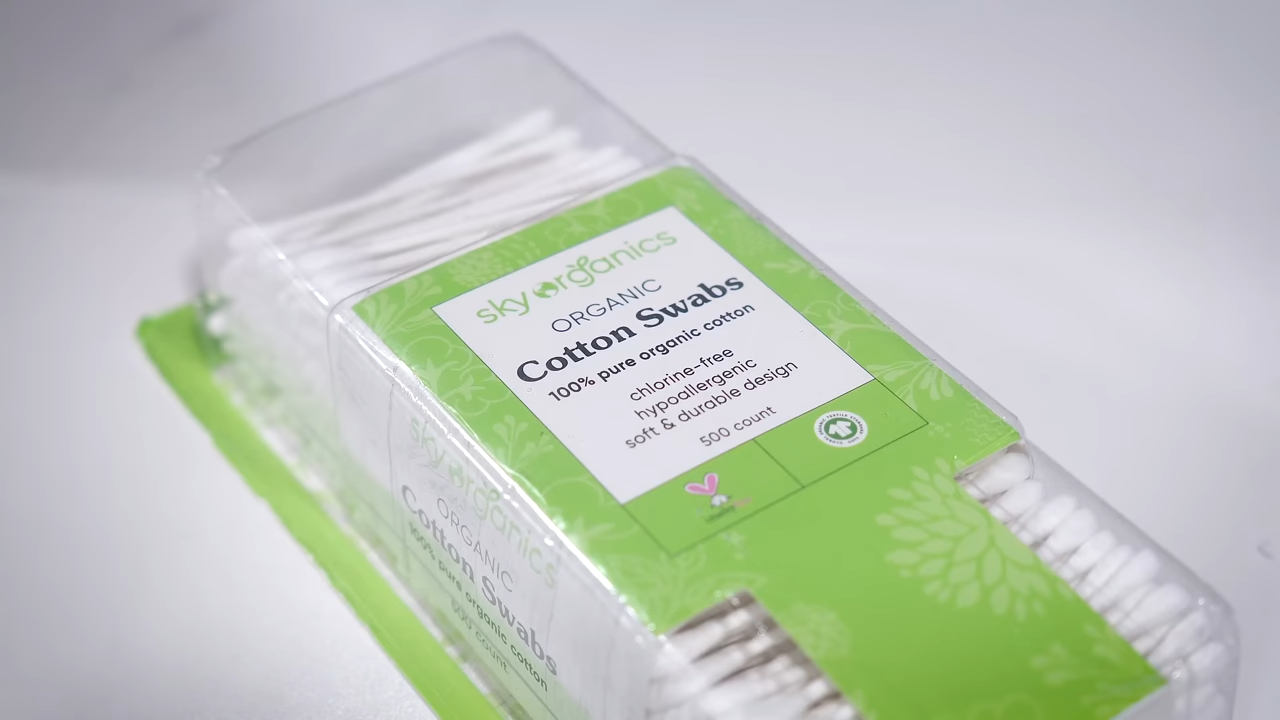 sky organics
ORGANIC
Cotton Swabs
100% pure organic cotton
chlorine-free
hypoallergenic
soft & durable design
500 count
sky organics
ORGANIC
Cotton Swabs
100% pure organic cotton
500 count